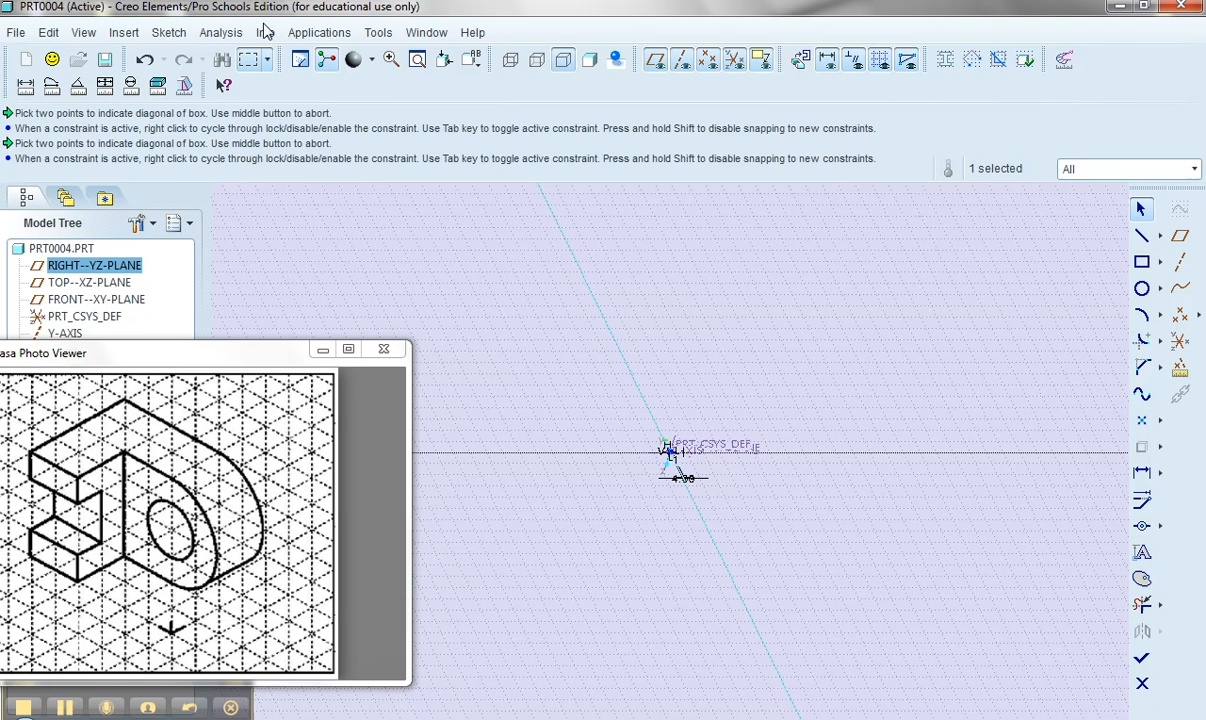 PRT0004 (Active) - Creo Elements/Pro Schools Edition (for educational use only)
File Edit View Insert Sketch Analysis Applications Tools Window Help
Pick two points to indicate diagonal of box. Use middle button to abort.
When a constraint is active, right click to cycle through lock/disable/enable the constraint. Use Tab key to toggle active constraint. Press and hold Shift to disable snapping to new constraints.
Pick two points to indicate diagonal of box. Use middle button to abort.
When a constraint is active, right click to cycle through lock/disable/enable the constraint. Use Tab key to toggle active constraint. Press and hold Shift to disable snapping to new constraints.
1 selected All
Model Tree
PRT0004.PRT
RIGHT--YZ-PLANE
TOP--XZ-PLANE
FRONT--XY-PLANE
PRT_CSYS_DEF
Y-AXIS
asa Photo Viewer
PRT_CSYS_DEF